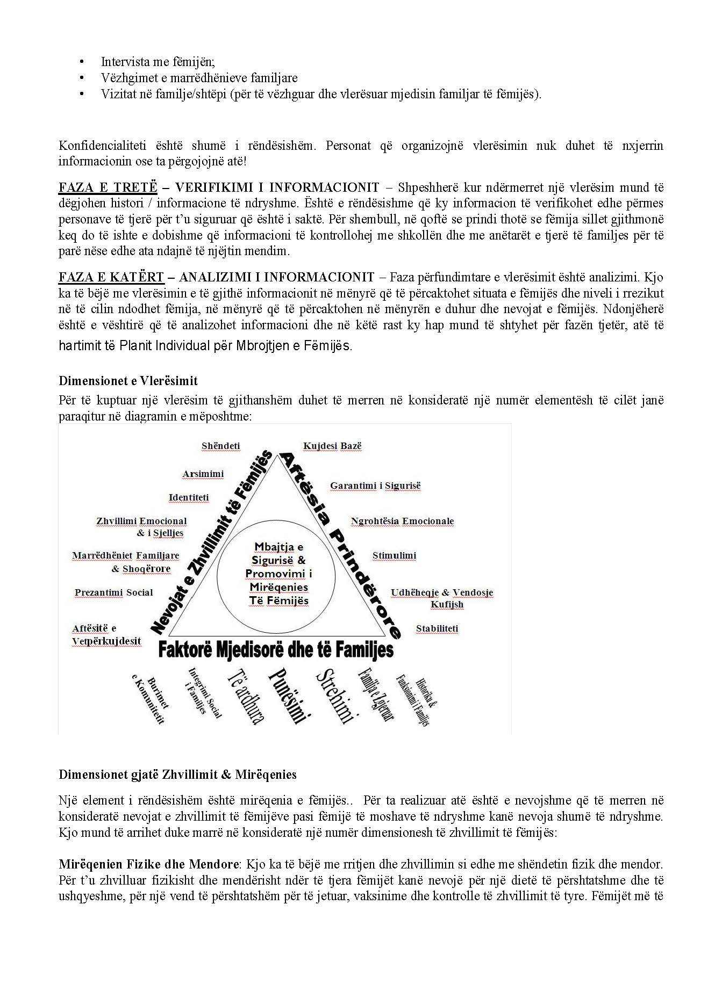 • Intervista me fëmijën;
• Vëzhgimet e marrëdhënieve familjare
• Vizitat në familje/shtëpi (për të vëzhguar dhe vlerësuar mjedisin familjar të fëmijës).
Konfidencialiteti është shumë i rëndësishëm. Personat që organizojnë vlerësimin nuk duhet të nxjerrin
informacionin ose ta përgojojnë atë!
FAZA E TRETË – VERIFIKIMI I INFORMACIONIT – Shpeshherë kur ndërmerret një vlerësim mund të
dëgjohen histori / informacione të ndryshme. Është e rëndësishme që ky informacion të verifikohet edhe përmes
personave të tjerë për t’u siguruar që është i saktë. Për shembull, në qoftë se prindi thotë se fëmija sillet gjithmonë
keq do të ishte e dobishme që informacioni të kontrollohej me shkollën dhe me anëtarët e tjerë të familjes për të
parë nëse edhe ata ndajnë të njëjtin mendim.
FAZA E KATËRT – ANALIZIMI I INFORMACIONIT – Faza përfundimtare e vlerësimit është analizimi. Kjo
ka të bëjë me vlerësimin e të gjithë informacionit në mënyrë që të përcaktohet situata e fëmijës dhe niveli i rrezikut
në të cilin ndodhet fëmija, në mënyrë që të përcaktohen në mënyrën e duhur dhe nevojat e fëmijës. Ndonjëherë
është e vështirë që të analizohet informacioni dhe në këtë rast ky hap mund të shtyhet për fazën tjetër, atë të
hartimit të Planit Individual për Mbrojtjen e Fëmijës.
Dimensionet e Vlerësimit
Për të kuptuar një vlerësim të gjithanshëm duhet të merren në konsideratë një numër elementësh të cilët janë
paraqitur në diagramin e mëposhtme:
Shëndeti
Arsimimi
Identiteti
Zhvillimi Emocional
& i Sjelljes
Marrëdhëniet Familjare
& Shoqërore
Prezantimi Social
Aftësitë e
Vetpërkujdesit
Nevojat e Zhvillimit të Fëmijës
Mbajtja e
Sigurisë &
Promovimi i
Mirëqenies
Të Fëmijës
Aftësia Prindërore
Kujdesi Bazë
Garantimi i Sigurisë
Ngrohtësia Emocionale
Stimulimi
Udhëheqje & Vendosje
Kufijsh
Stabiliteti
Faktorë Mjedisorë dhe të Familjes
Burimet
e Komunitetit
Integrimi Social
i Familjes
Të ardhura
Punësimi
Strehimi
Familja e Zgjeruar
Historiku &
Funksionimi i Familjes
Dimensionet gjatë Zhvillimit & Mirëqenies
Një element i rëndësishëm është mirëqenia e fëmijës.. Për ta realizuar atë është e nevojshme që të merren në
konsideratë nevojat e zhvillimit të fëmijëve pasi fëmijë të moshave të ndryshme kanë nevoja shumë të ndryshme.
Kjo mund të arrihet duke marrë në konsideratë një numër dimensionesh të zhvillimit të fëmijës:
Mirëqenien Fizike dhe Mendore: Kjo ka të bëjë me rritjen dhe zhvillimin si edhe me shëndetin fizik dhe mendor.
Për t’u zhvilluar fizikisht dhe mendërisht ndër të tjera fëmijët kanë nevojë për një dietë të përshtatshme dhe të
ushqyeshme, për një vend të përshtatshëm për të jetuar, vaksinime dhe kontrolle të zhvillimit të tyre. Fëmijët më të